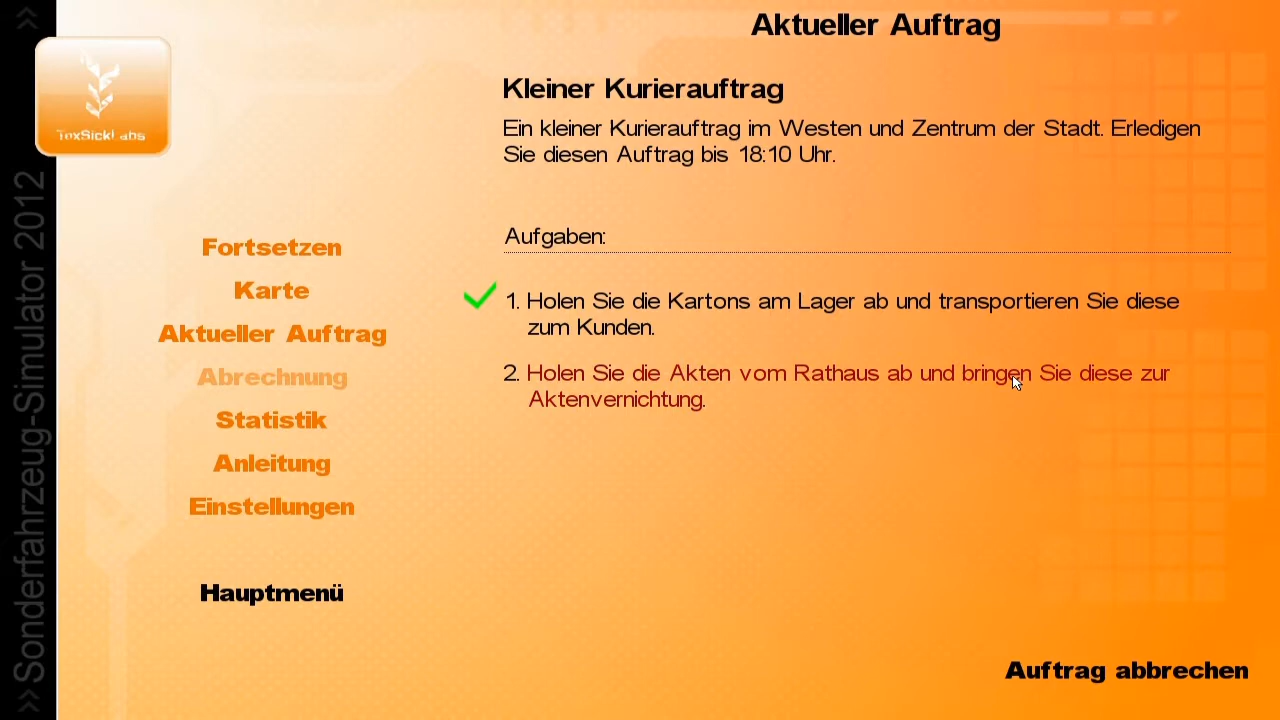 Aktueller Auftrag
Kleiner Kurierauftrag
Ein kleiner Kurierauftrag im Westen und Zentrum der Stadt. Erledigen
Sie diesen Auftrag bis 18:10 Uhr.
ToxSickLabs
Aufgaben:
1. Holen Sie die Kartons am Lager ab und transportieren Sie diese
zum Kunden.
2. Holen Sie die Akten vom Rathaus ab und bringen Sie diese zur
Aktenvernichtung.
Fortsetzen
Karte
Aktueller Auftrag
Abrechnung
Statistik
Anleitung
Einstellungen
Hauptmenü
Auftrag abbrechen
>> Sonderfahrzeug-Simulator 2012 >>